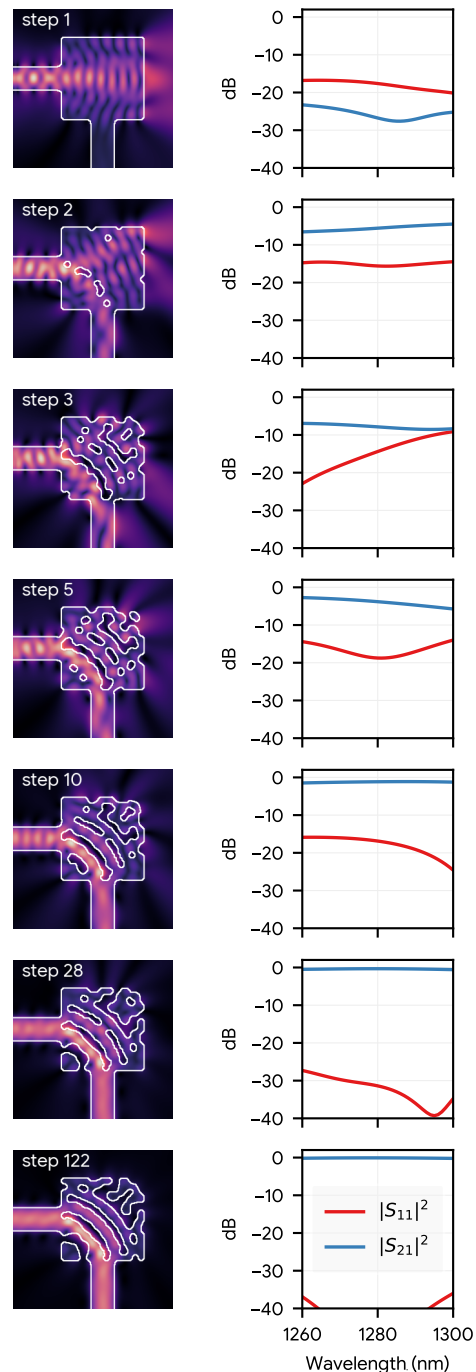 step 1
0
−10
−20
−30
−40
dB
step 2
0
−10
−20
−30
−40
dB
step 3
0
−10
−20
−30
−40
dB
step 5
0
−10
−20
−30
−40
dB
step 10
0
−10
−20
−30
−40
dB
step 28
0
−10
−20
−30
−40
dB
step 122
0
−10
−20
−30
−40
dB
|S₁₁|²
|S₂₁|²
1260 1280 1300
Wavelength (nm)